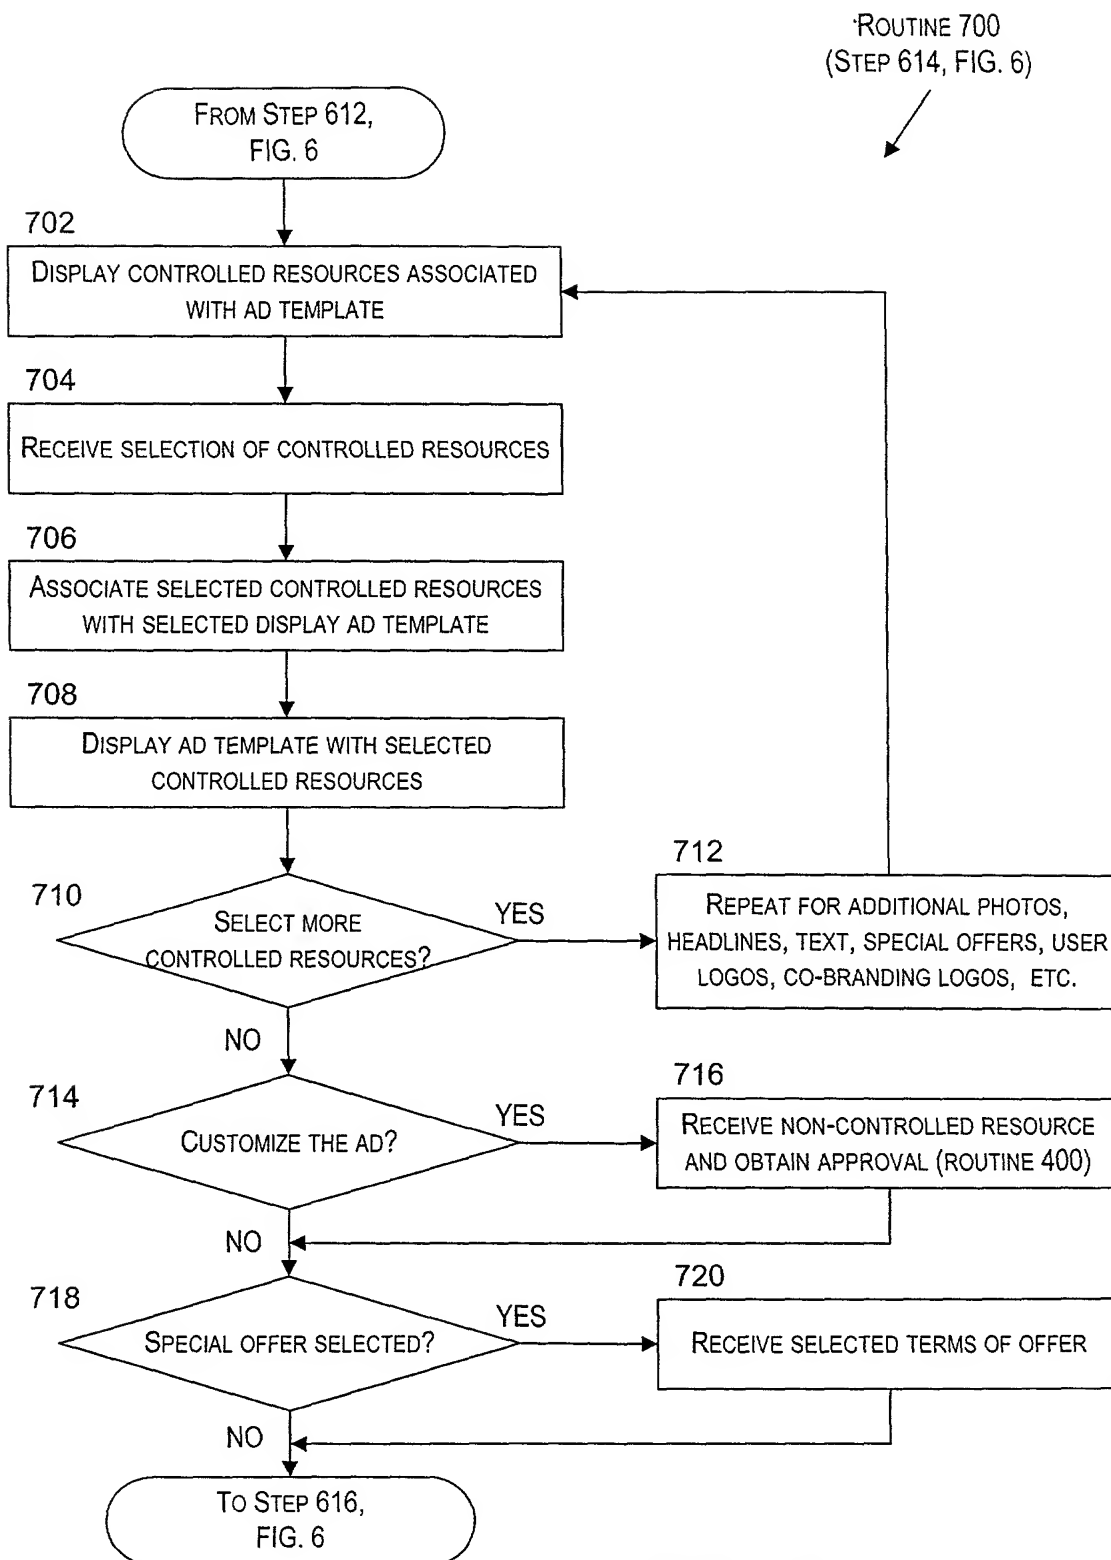 ROUTINE 700
(STEP 614, FIG. 6)
FROM STEP 612,
FIG. 6
702
DISPLAY CONTROLLED RESOURCES ASSOCIATED
WITH AD TEMPLATE
704
RECEIVE SELECTION OF CONTROLLED RESOURCES
706
ASSOCIATE SELECTED CONTROLLED RESOURCES
WITH SELECTED DISPLAY AD TEMPLATE
708
DISPLAY AD TEMPLATE WITH SELECTED
CONTROLLED RESOURCES
710
SELECT MORE
CONTROLLED RESOURCES?
YES
712
REPEAT FOR ADDITIONAL PHOTOS,
HEADLINES, TEXT, SPECIAL OFFERS, USER
LOGOS, CO-BRANDING LOGOS, ETC.
NO
714
CUSTOMIZE THE AD?
YES
716
RECEIVE NON-CONTROLLED RESOURCE
AND OBTAIN APPROVAL (ROUTINE 400)
NO
718
SPECIAL OFFER SELECTED?
YES
720
RECEIVE SELECTED TERMS OF OFFER
NO
TO STEP 616,
FIG. 6